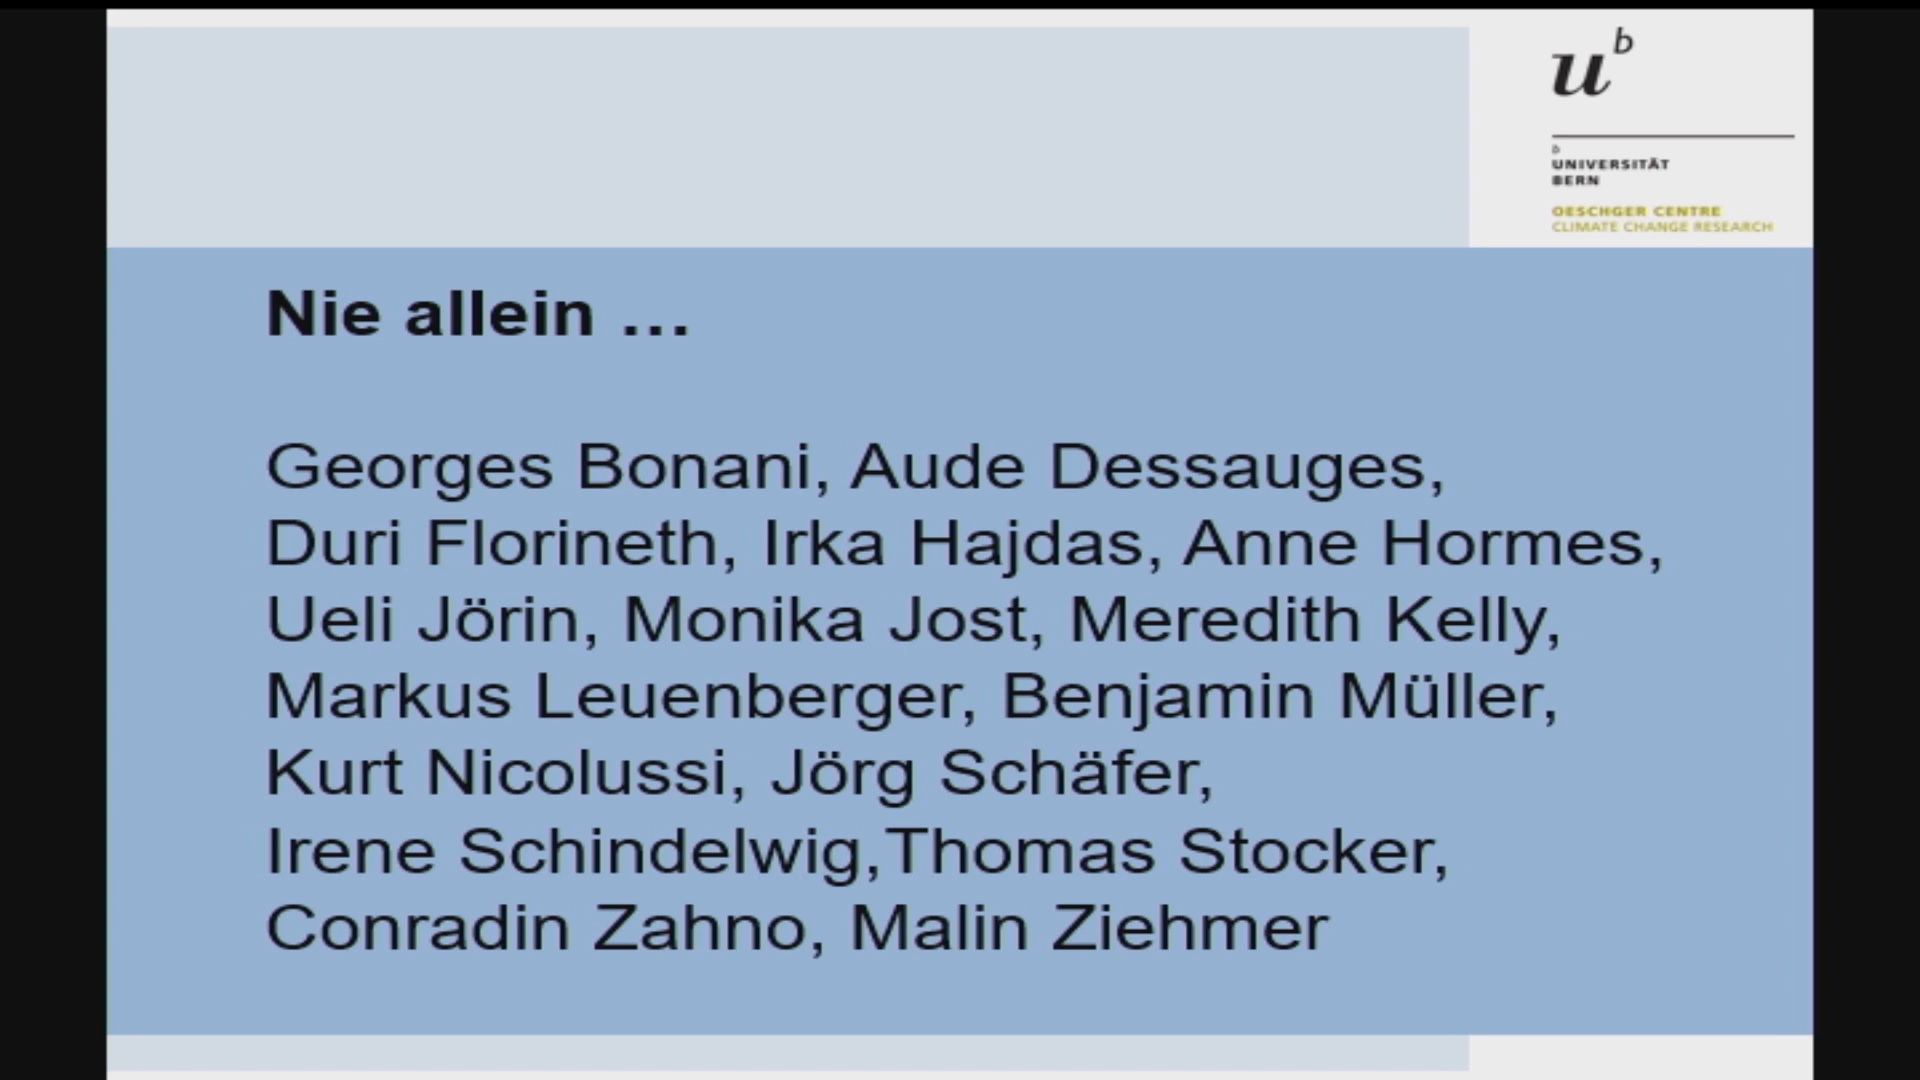 u^b
b
UNIVERSITÄT
BERN
OESCHGER CENTRE
CLIMATE CHANGE RESEARCH
Nie allein ...
Georges Bonani, Aude Dessauges,
Duri Florineth, Irka Hajdas, Anne Hormes,
Ueli Jörin, Monika Jost, Meredith Kelly,
Markus Leuenberger, Benjamin Müller,
Kurt Nicolussi, Jörg Schäfer,
Irene Schindelwig,Thomas Stocker,
Conradin Zahno, Malin Ziehmer